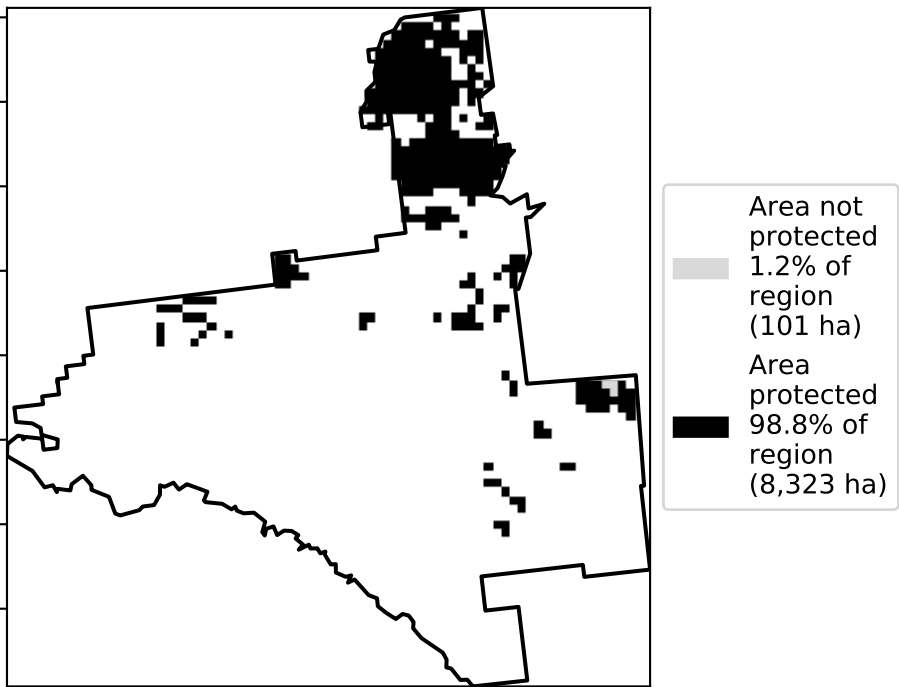 Area not
protected
1.2% of
region
(101 ha)
Area
protected
98.8% of
region
(8,323 ha)